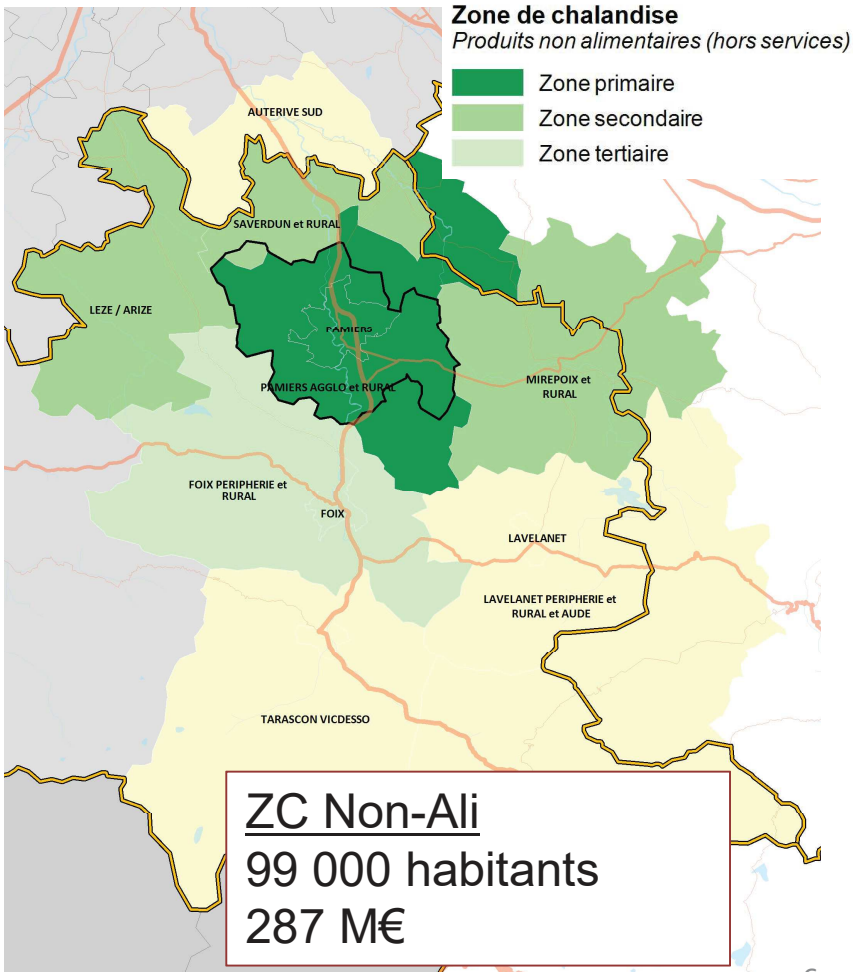 Zone de chalandise
Produits non alimentaires (hors services)
Zone primaire
Zone secondaire
Zone tertiaire
AUTERIVE SUD
SAVERDUN et RURAL
LEZE / ARIZE
PAMIERS
PAMIERS AGGLO et RURAL
MIREPOIX et
RURAL
FOIX PERIPHERIE et
RURAL
FOIX
LAVELANET
LAVELANET PERIPHERIE et
RURAL et AUDE
TARASCON VICDESSO
ZC Non-Ali
99 000 habitants
287 M€